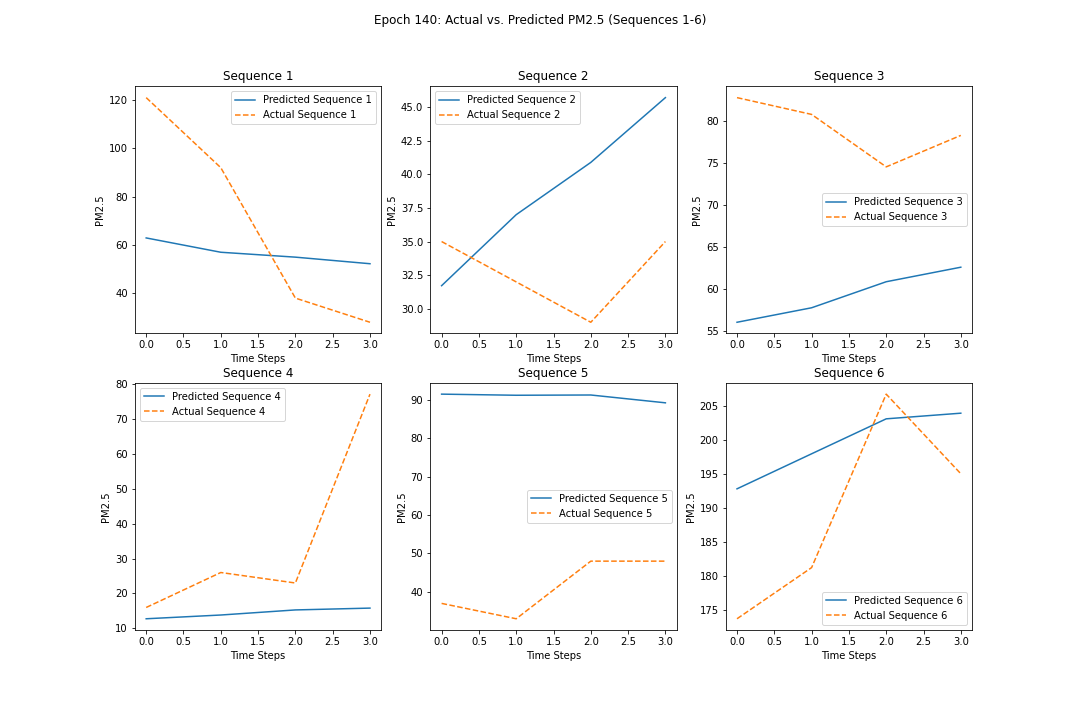 Epoch 140: Actual vs. Predicted PM2.5 (Sequences 1-6)
Sequence 1
120
100
80
60
40
PM2.5
Predicted Sequence 1
Actual Sequence 1
0.0 0.5 1.0 1.5 2.0 2.5 3.0
Time Steps
Sequence 2
45.0
42.5
40.0
37.5
35.0
32.5
30.0
PM2.5
Predicted Sequence 2
Actual Sequence 2
0.0 0.5 1.0 1.5 2.0 2.5 3.0
Time Steps
Sequence 3
80
75
70
65
60
55
PM2.5
Predicted Sequence 3
Actual Sequence 3
0.0 0.5 1.0 1.5 2.0 2.5 3.0
Time Steps
Sequence 4
80
70
60
50
40
30
20
10
PM2.5
Predicted Sequence 4
Actual Sequence 4
0.0 0.5 1.0 1.5 2.0 2.5 3.0
Time Steps
Sequence 5
90
80
70
60
50
40
PM2.5
Predicted Sequence 5
Actual Sequence 5
0.0 0.5 1.0 1.5 2.0 2.5 3.0
Time Steps
Sequence 6
205
200
195
190
185
180
175
PM2.5
Predicted Sequence 6
Actual Sequence 6
0.0 0.5 1.0 1.5 2.0 2.5 3.0
Time Steps